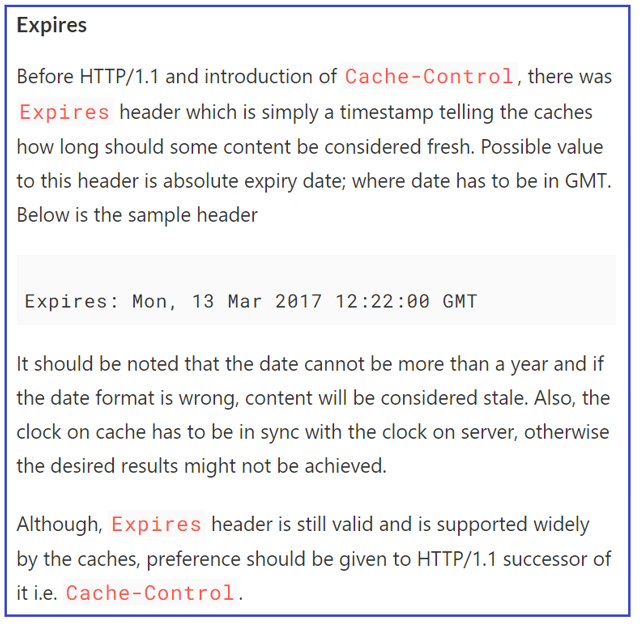 Expires
Before HTTP/1.1 and introduction of Cache-Control, there was
Expires header which is simply a timestamp telling the caches
how long should some content be considered fresh. Possible value
to this header is absolute expiry date; where date has to be in GMT.
Below is the sample header
Expires: Mon, 13 Mar 2017 12:22:00 GMT
It should be noted that the date cannot be more than a year and if
the date format is wrong, content will be considered stale. Also, the
clock on cache has to be in sync with the clock on server, otherwise
the desired results might not be achieved.
Although, Expires header is still valid and is supported widely
by the caches, preference should be given to HTTP/1.1 successor of
it i.e. Cache-Control.